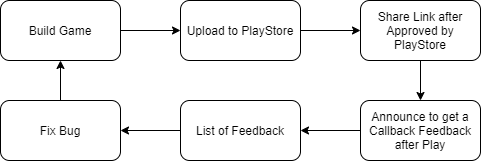 Build Game
Upload to PlayStore
Share Link after
Approved by
PlayStore
Fix Bug
List of Feedback
Announce to get a
Callback Feedback
after Play